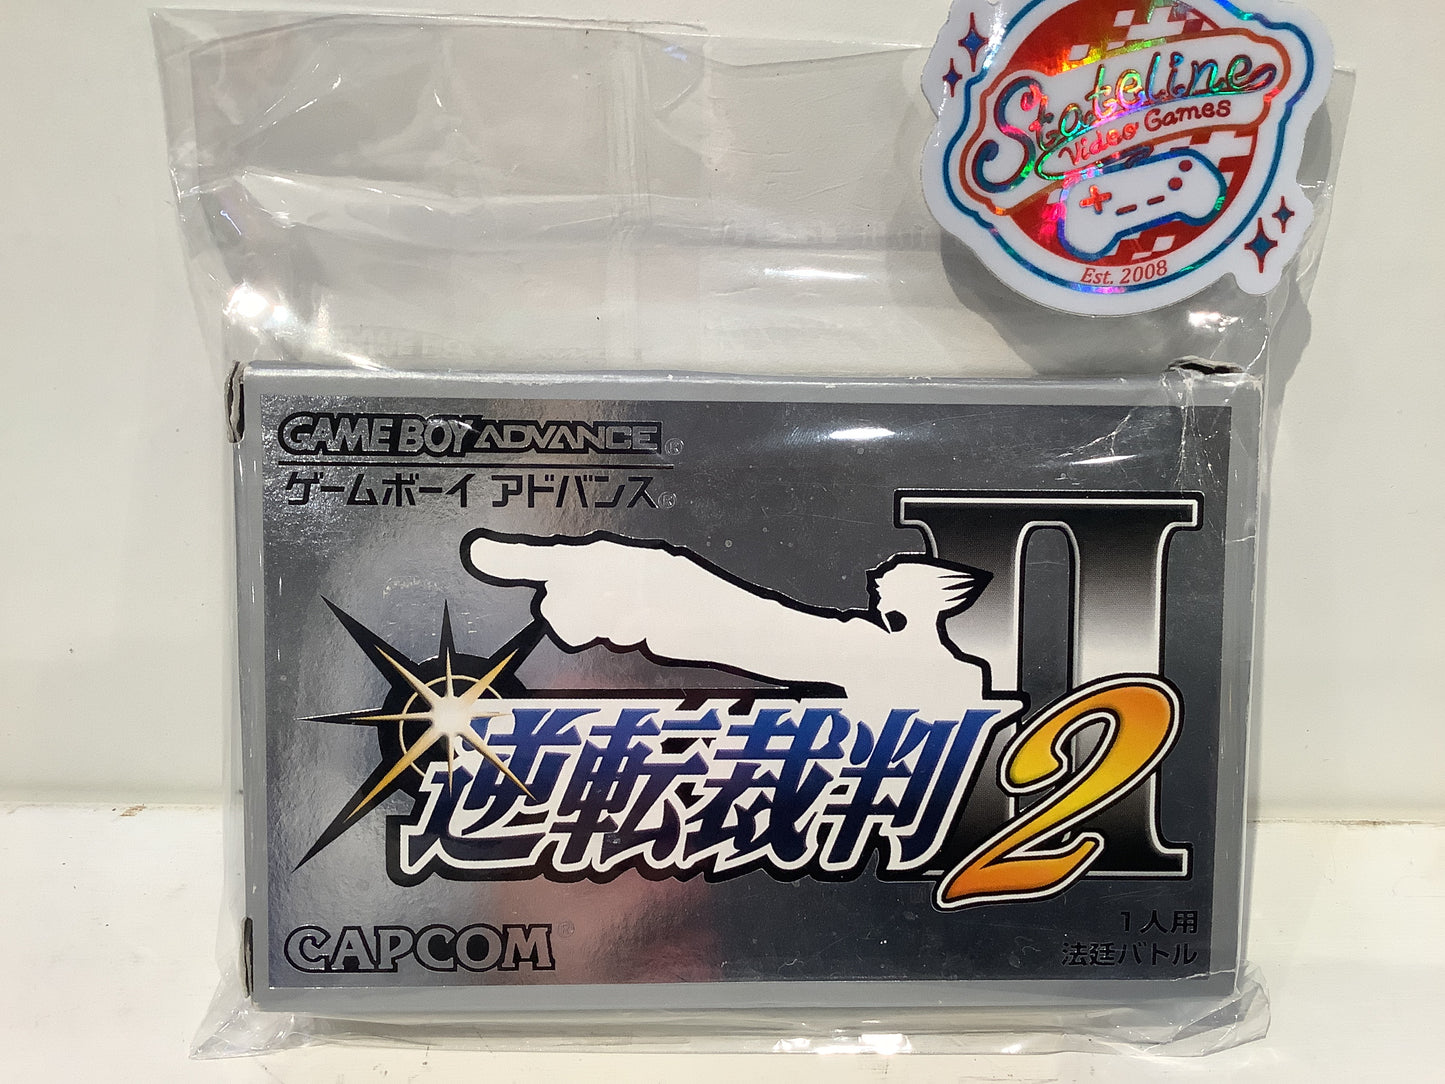 Stateline
Video Games
Est. 2008
GAME BOY ADVANCE®
ゲームボーイ アドバンス®
II
逆転裁判2
CAPCOM®
1人用
法廷バトル